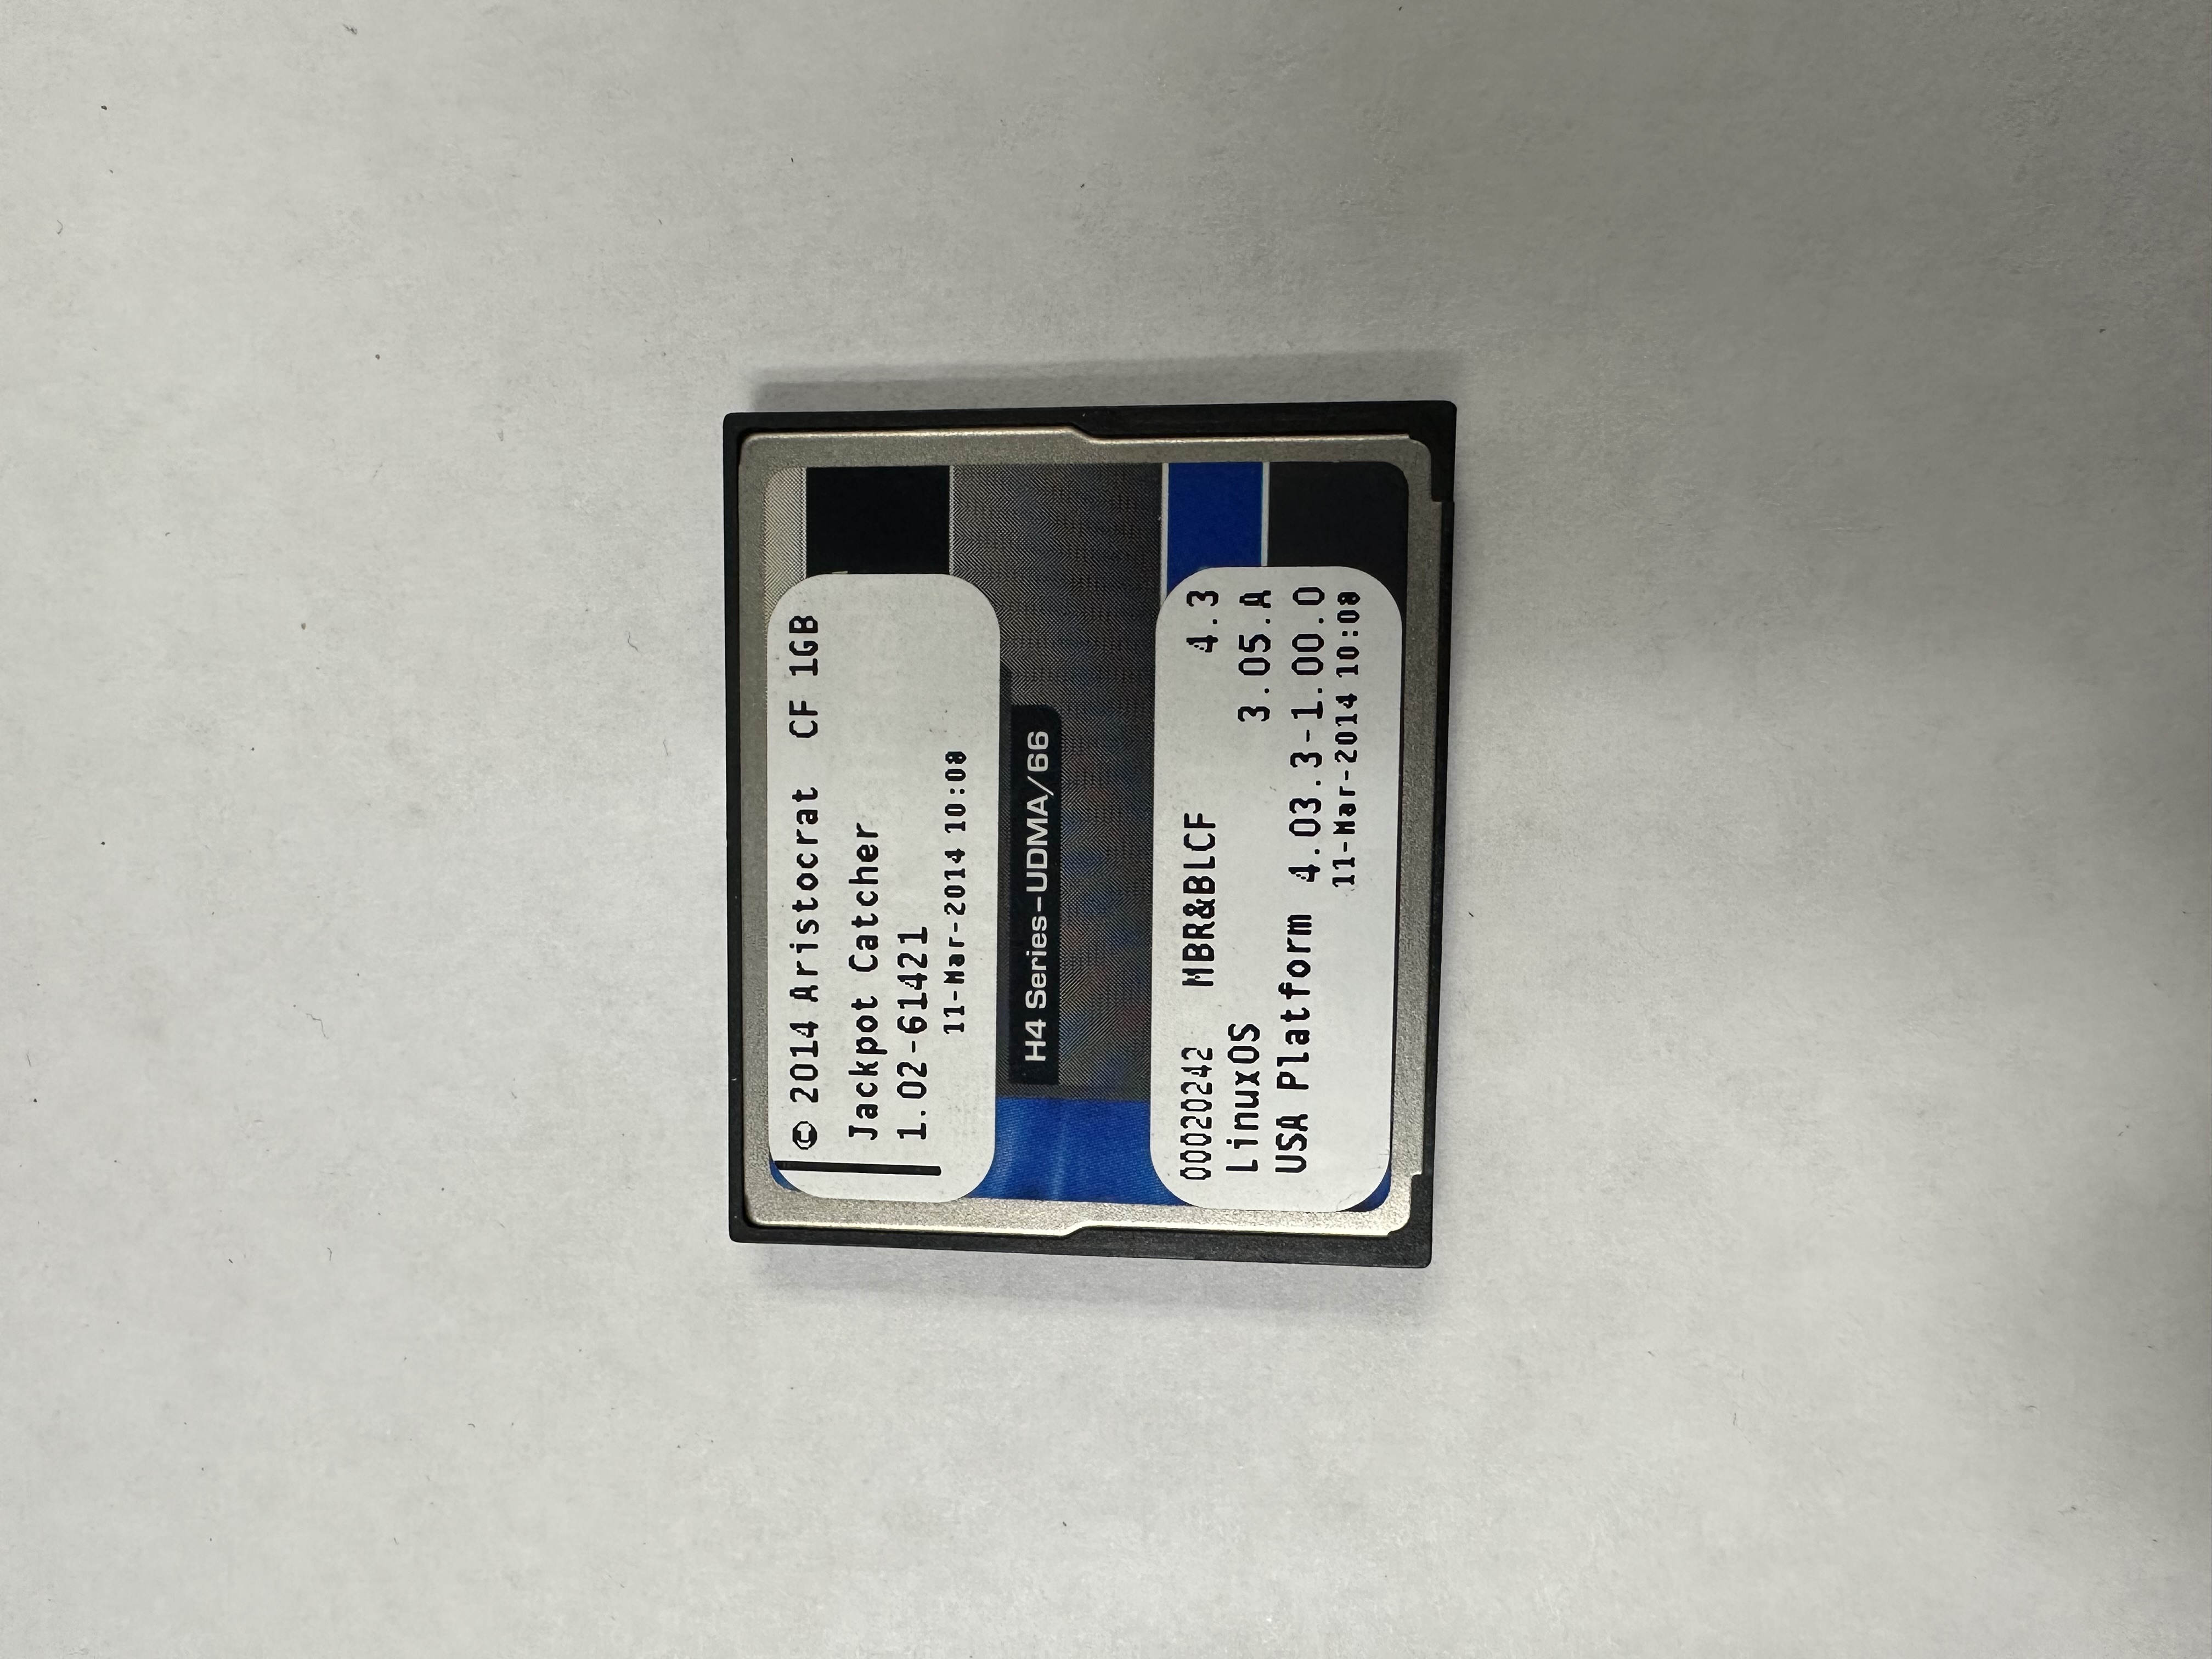 © 2014 Aristocrat CF 1GB
Jackpot Catcher
1.02-61421
11-Mar-2014 10:08
H4 Series-UDMA/66
00020242 MBR&BLCF 4.3
LinuxOS 3.05.A
USA Platform 4.03.3-1.00.0
11-Mar-2014 10:08